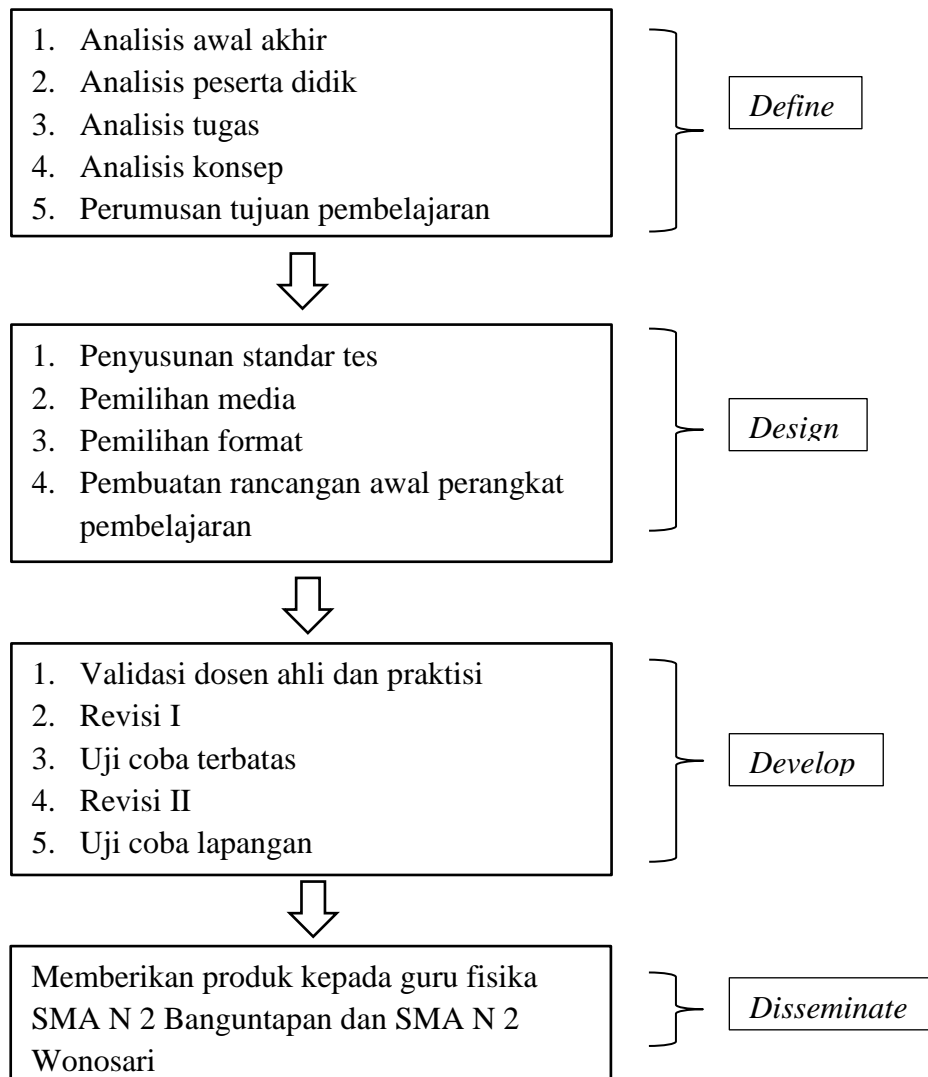 1. Analisis awal akhir
2. Analisis peserta didik
3. Analisis tugas
4. Analisis konsep
5. Perumusan tujuan pembelajaran
Define
1. Penyusunan standar tes
2. Pemilihan media
3. Pemilihan format
4. Pembuatan rancangan awal perangkat
pembelajaran
Design
1. Validasi dosen ahli dan praktisi
2. Revisi I
3. Uji coba terbatas
4. Revisi II
5. Uji coba lapangan
Develop
Memberikan produk kepada guru fisika
SMA N 2 Banguntapan dan SMA N 2
Wonosari
Disseminate